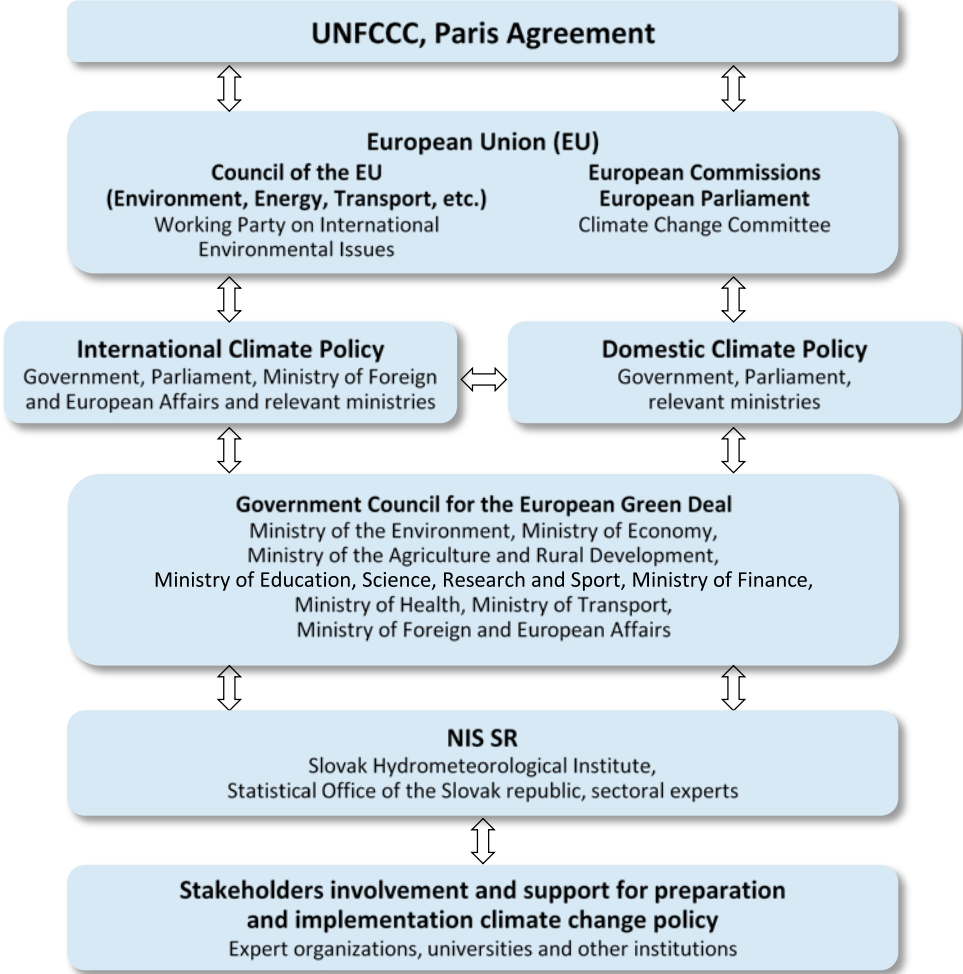 UNFCCC, Paris Agreement
European Union (EU)
Council of the EU
(Environment, Energy, Transport, etc.)
Working Party on International
Environmental Issues
European Commissions
European Parliament
Climate Change Committee
International Climate Policy
Government, Parliament, Ministry of Foreign
and European Affairs and relevant ministries
Domestic Climate Policy
Government, Parliament,
relevant ministries
Government Council for the European Green Deal
Ministry of the Environment, Ministry of Economy,
Ministry of the Agriculture and Rural Development,
Ministry of Education, Science, Research and Sport, Ministry of Finance,
Ministry of Health, Ministry of Transport,
Ministry of Foreign and European Affairs
NIS SR
Slovak Hydrometeorological Institute,
Statistical Office of the Slovak republic, sectoral experts
Stakeholders involvement and support for preparation
and implementation climate change policy
Expert organizations, universities and other institutions